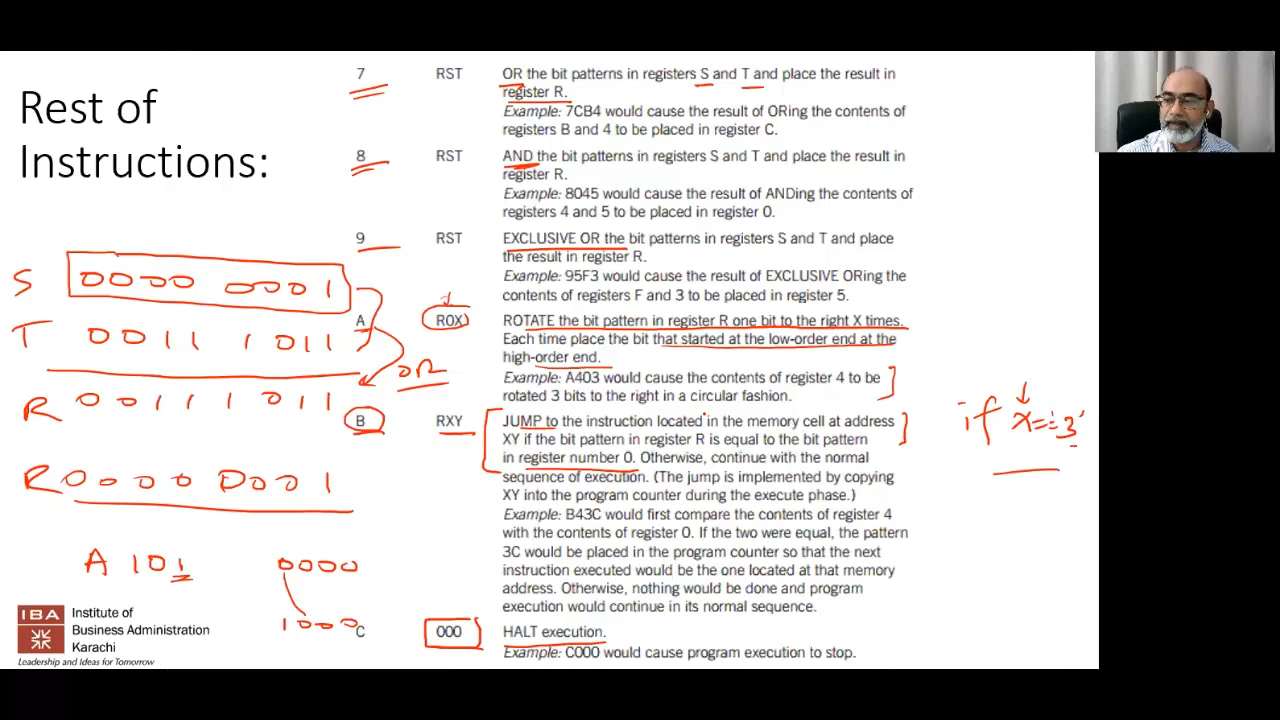 Rest of
Instructions:
7 RST OR the bit patterns in registers S and T and place the result in
register R.
Example: 7CB4 would cause the result of ORing the contents of
registers B and 4 to be placed in register C.
8 RST AND the bit patterns in registers S and T and place the result in
register R.
Example: 8045 would cause the result of ANDing the contents of
registers 4 and 5 to be placed in register 0.
9 RST EXCLUSIVE OR the bit patterns in registers S and T and place
the result in register R.
Example: 95F3 would cause the result of EXCLUSIVE ORing the
contents of registers F and 3 to be placed in register 5.
A R0X ROTATE the bit pattern in register R one bit to the right X times.
Each time place the bit that started at the low-order end at the
high-order end.
Example: A403 would cause the contents of register 4 to be
rotated 3 bits to the right in a circular fashion.
B RXY JUMP to the instruction located in the memory cell at address
XY if the bit pattern in register R is equal to the bit pattern
in register number 0. Otherwise, continue with the normal
sequence of execution. (The jump is implemented by copying
XY into the program counter during the execute phase.)
Example: B43C would first compare the contents of register 4
with the contents of register 0. If the two were equal, the pattern
3C would be placed in the program counter so that the next
instruction executed would be the one located at that memory
address. Otherwise, nothing would be done and program
execution would continue in its normal sequence.
C 000 HALT execution.
Example: C000 would cause program execution to stop.
S 0000 0001
T 0011 1011
OR
R 0011 1011
R 0000 0001
A 101
0000
1000
if x==3
IBA
Institute of
Business Administration
Karachi
Leadership and Ideas for Tomorrow